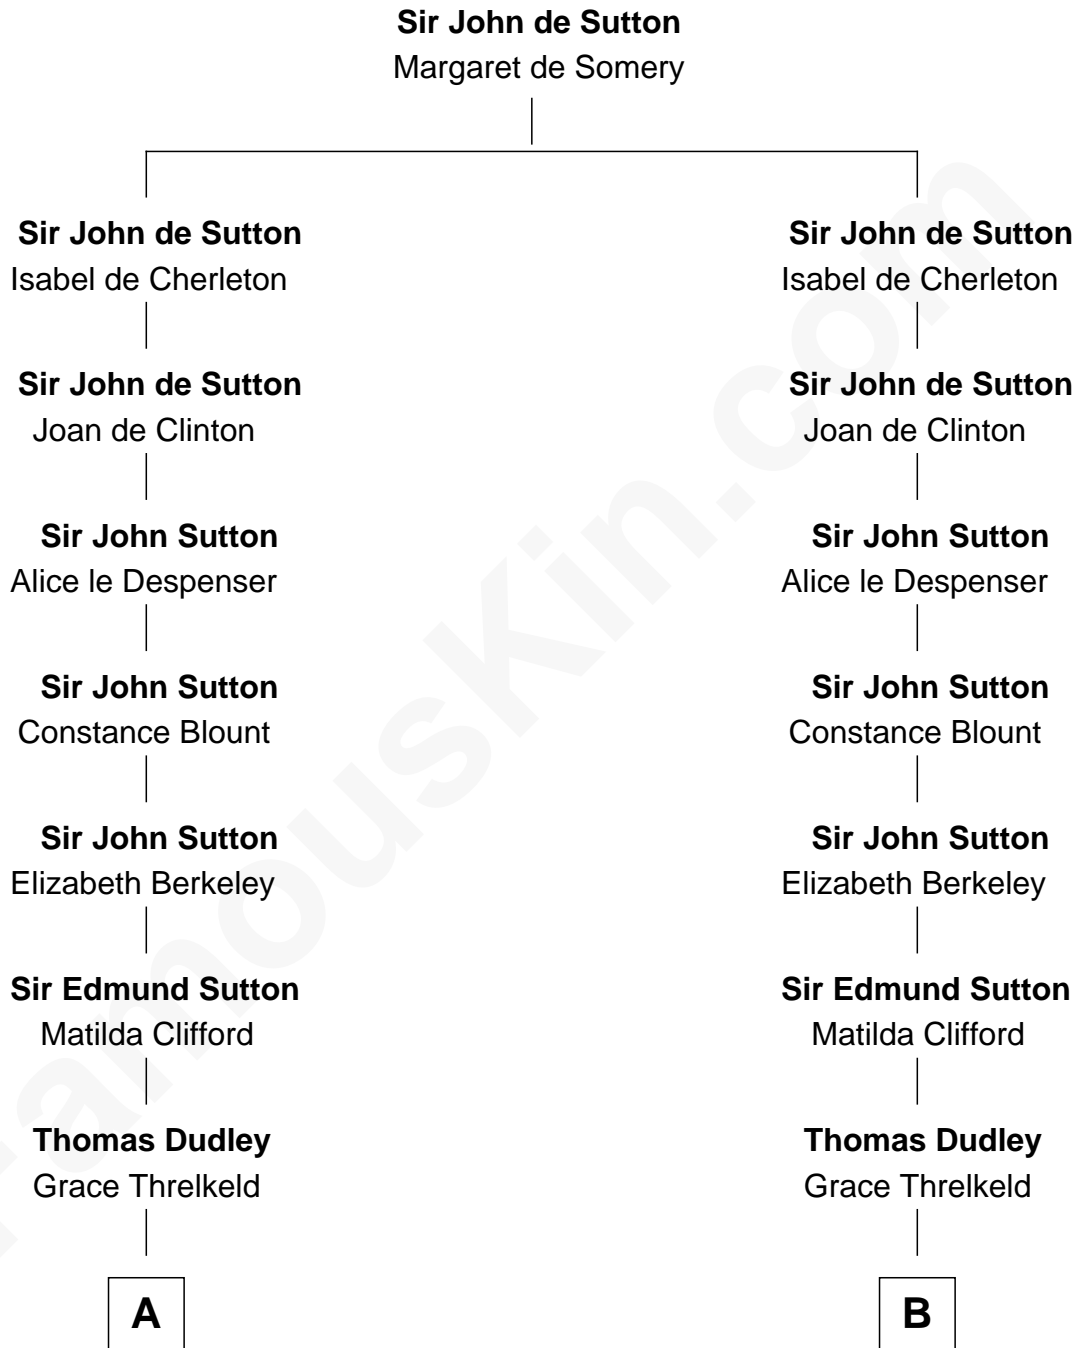 Sir John de Sutton
Margaret de Somery
Sir John de Sutton
Isabel de Cherleton
Sir John de Sutton
Isabel de Cherleton
Sir John de Sutton
Joan de Clinton
Sir John de Sutton
Joan de Clinton
Sir John Sutton
Alice le Despenser
Sir John Sutton
Alice le Despenser
Sir John Sutton
Constance Blount
Sir John Sutton
Constance Blount
Sir John Sutton
Elizabeth Berkeley
Sir John Sutton
Elizabeth Berkeley
Sir Edmund Sutton
Matilda Clifford
Sir Edmund Sutton
Matilda Clifford
Thomas Dudley
Grace Threlkeld
Thomas Dudley
Grace Threlkeld
A
B
FamousKin.com